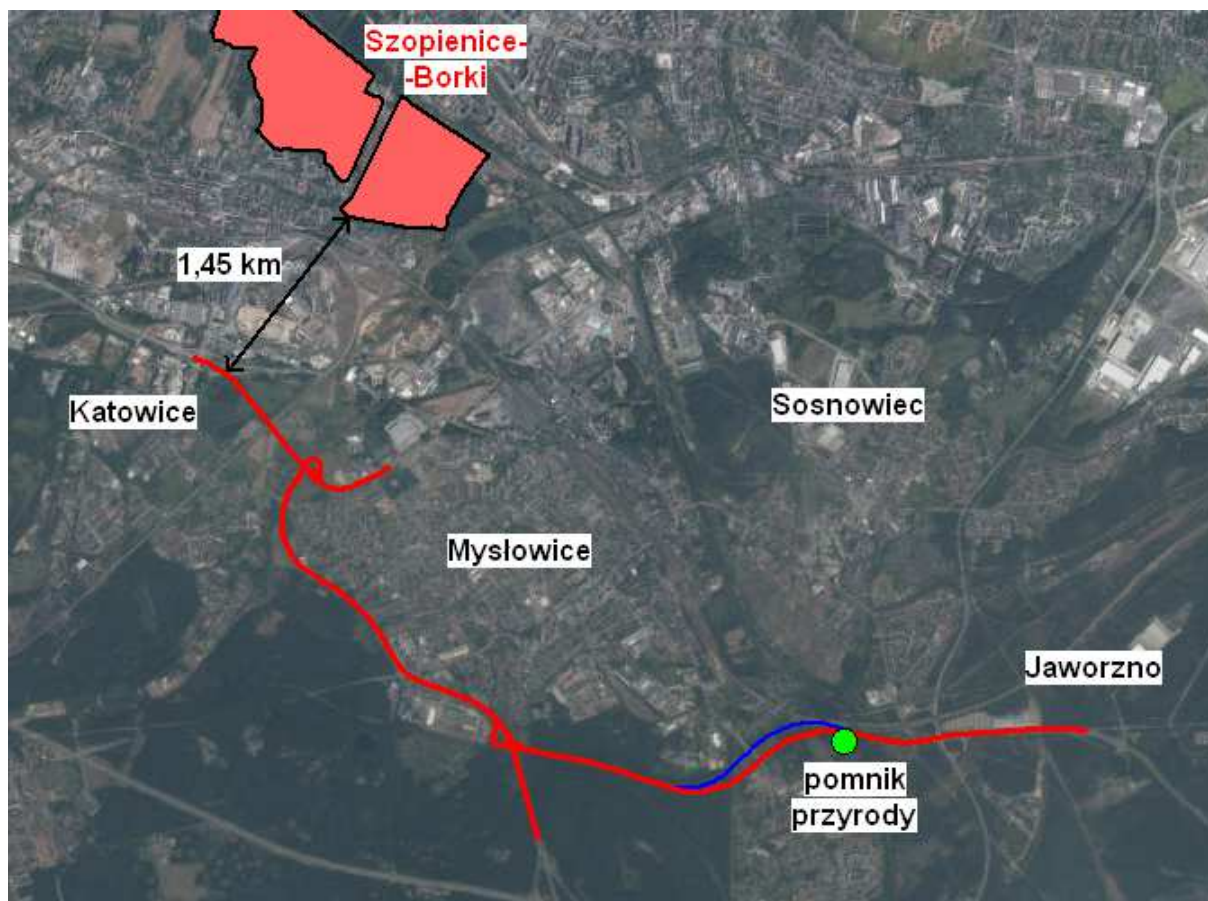 Szopienice-
-Borki
1,45 km
Katowice
Sosnowiec
Mysłowice
Jaworzno
pomnik
przyrody